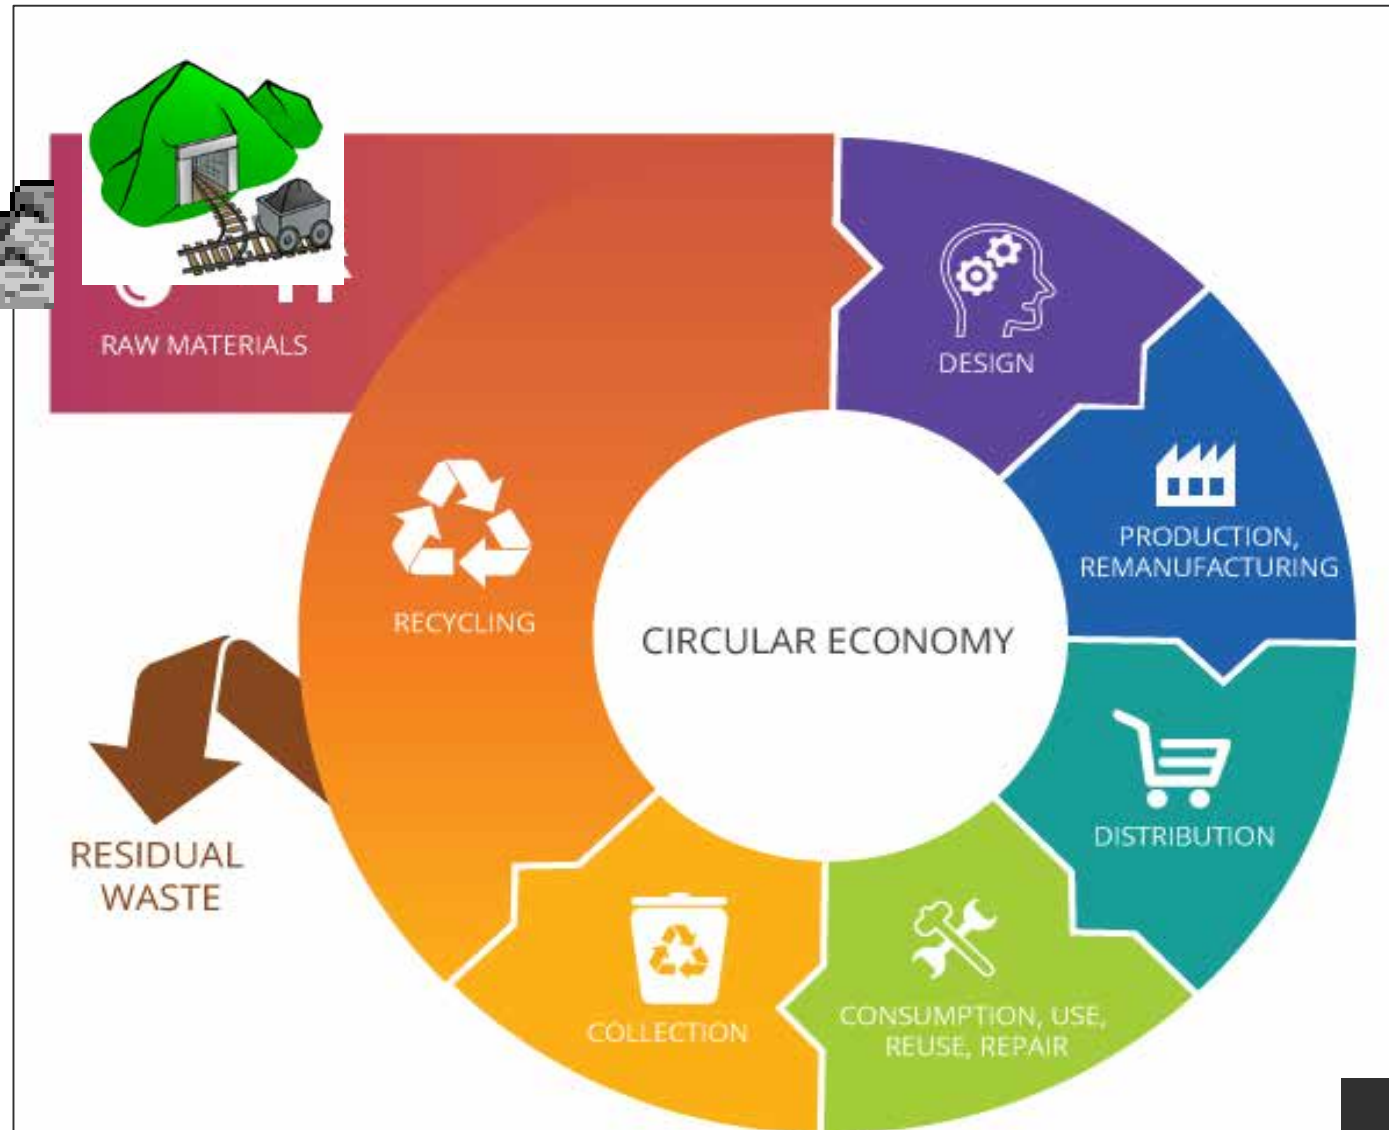 RAW MATERIALS
DESIGN
PRODUCTION,
REMANUFACTURING
RECYCLING
CIRCULAR ECONOMY
DISTRIBUTION
RESIDUAL
WASTE
COLLECTION
CONSUMPTION, USE,
REUSE, REPAIR